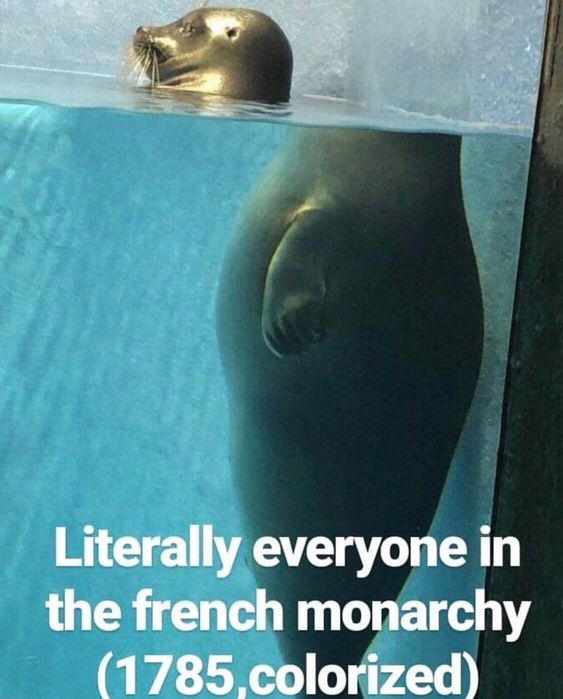 Literally everyone in
the french monarchy
(1785,colorized)